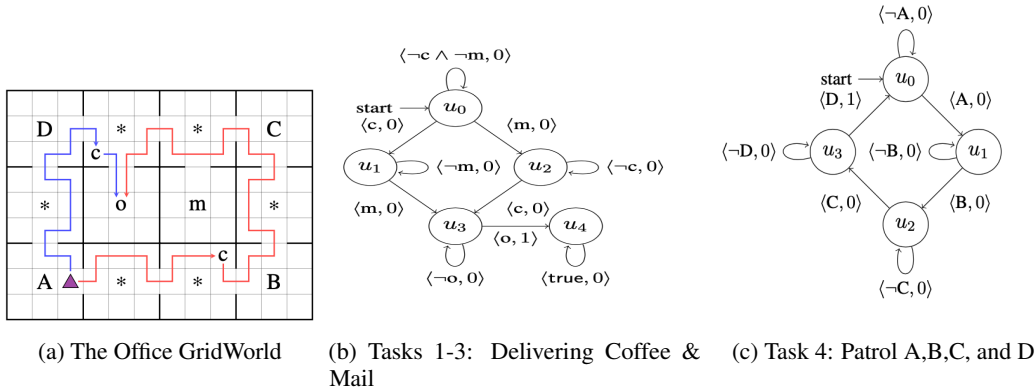 D * * C
c
* o m *
c
A * * B
(a) The Office GridWorld
⟨¬c ∧ ¬m, 0⟩
start u₀
⟨c, 0⟩ ⟨m, 0⟩
u₁ ⟨¬m, 0⟩ u₂ ⟨¬c, 0⟩
⟨m, 0⟩ ⟨c, 0⟩
u₃ ⟨o, 1⟩ u₄
⟨¬o, 0⟩ ⟨true, 0⟩
(b) Tasks 1-3: Delivering Coffee &
Mail
⟨¬A, 0⟩
start u₀
⟨D, 1⟩ ⟨A, 0⟩
⟨¬D, 0⟩ u₃ ⟨¬B, 0⟩ u₁
⟨C, 0⟩ ⟨B, 0⟩
u₂
⟨¬C, 0⟩
(c) Task 4: Patrol A,B,C, and D